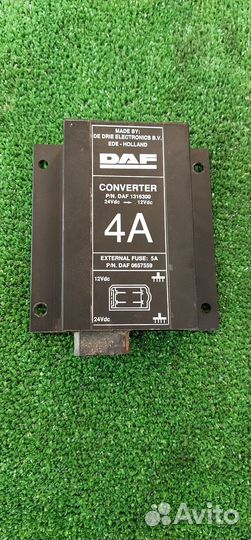 MADE BY:
DE DRIE ELECTRONICS B.V.
EDE - HOLLAND
DAF
CONVERTER
P/N. DAF 1316300
24Vdc → 12Vdc
4A
EXTERNAL FUSE: 5A
P/N. DAF 0657559
12Vdc
24Vdc
Avito